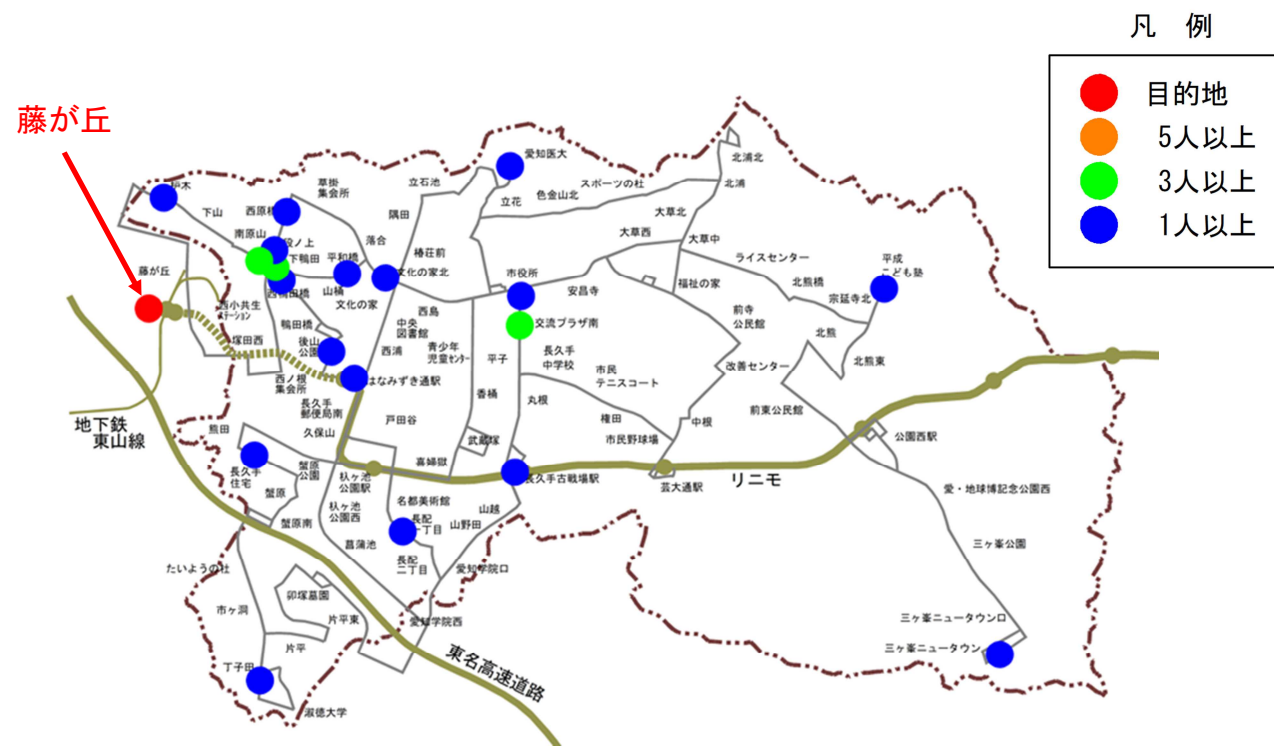 凡 例
目的地
5人以上
3人以上
1人以上
藤が丘
愛知医大
北浦北
北浦
スポーツの杜
色金山北
立花
立石池
草掛
集会所
下山
隅田
大草北
大草西
大草中
南原山
落合
椿荘前
平和橋
下鴨田
ライスセンター
平成
こども塾
藤が丘
文化の家北
市役所
安昌寺
福祉の家
北熊橋
宗延寺北
山桶
文化の家
西小共生
ステーション
西島
中央
図書館
前寺
公民館
交流プラザ南
鴨田橋
塚田西
後山
公園
西浦
青少年
児童センター
平子
長久手
中学校
北熊
北熊東
改善センター
西ノ根
集会所
はなみずき通駅
市民
テニスコート
香桶
丸根
長久手
郵便局南
戸田谷
権田
前東公民館
中根
地下鉄
東山線
熊田
久保山
武蔵塚
市民野球場
公園西駅
長久手
住宅
蟹原
公園
喜婦嶽
杁ヶ池
公園駅
長久手古戦場駅
芸大通駅
リニモ
愛・地球博記念公園西
蟹原
名都美術館
杁ヶ池
公園西
山越
蟹原南
山野田
菖蒲池
長配
二丁目
愛知学院口
三ヶ峯公園
たいようの杜
卯塚墓園
市ヶ洞
片平東
愛知学院西
三ヶ峯ニュータウン口
片平
三ヶ峯ニュータウン
丁子田
東名高速道路
淑徳大学